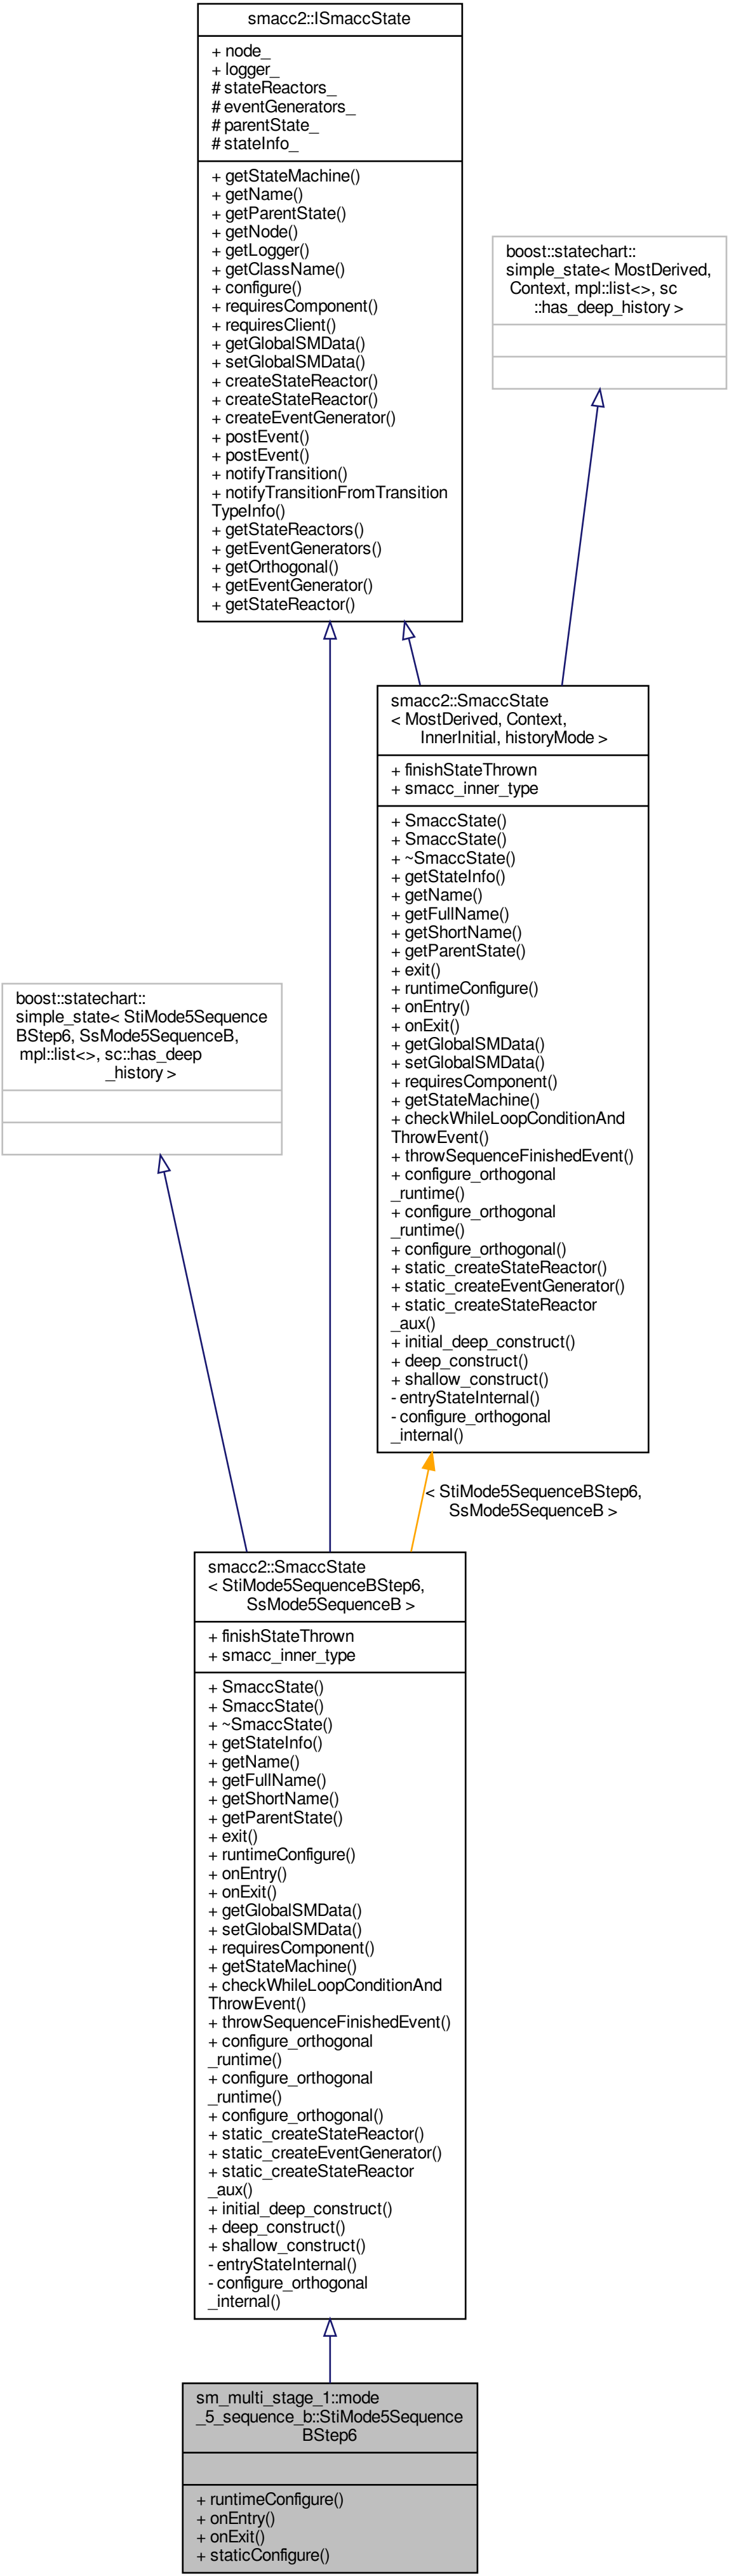 smacc2::ISmaccState
+ node_
+ logger_
# stateReactors_
# eventGenerators_
# parentState_
# stateInfo_
+ getStateMachine()
+ getName()
+ getParentState()
+ getNode()
+ getLogger()
+ getClassName()
+ configure()
+ requiresComponent()
+ requiresClient()
+ getGlobalSMData()
+ setGlobalSMData()
+ createStateReactor()
+ createStateReactor()
+ createEventGenerator()
+ postEvent()
+ postEvent()
+ notifyTransition()
+ notifyTransitionFromTransition
TypeInfo()
+ getStateReactors()
+ getEventGenerators()
+ getOrthogonal()
+ getEventGenerator()
+ getStateReactor()
boost::statechart::
simple_state< MostDerived,
Context, mpl::list<>, sc
::has_deep_history >
smacc2::SmaccState
< MostDerived, Context,
InnerInitial, historyMode >
+ finishStateThrown
+ smacc_inner_type
+ SmaccState()
+ SmaccState()
+ ~SmaccState()
+ getStateInfo()
+ getName()
+ getFullName()
+ getShortName()
+ getParentState()
+ exit()
+ runtimeConfigure()
+ onEntry()
+ onExit()
+ getGlobalSMData()
+ setGlobalSMData()
+ requiresComponent()
+ getStateMachine()
+ checkWhileLoopConditionAnd
ThrowEvent()
+ throwSequenceFinishedEvent()
+ configure_orthogonal
_runtime()
+ configure_orthogonal
_runtime()
+ configure_orthogonal()
+ static_createStateReactor()
+ static_createEventGenerator()
+ static_createStateReactor
_aux()
+ initial_deep_construct()
+ deep_construct()
+ shallow_construct()
- entryStateInternal()
- configure_orthogonal
_internal()
boost::statechart::
simple_state< StiMode5Sequence
BStep6, SsMode5SequenceB,
mpl::list<>, sc::has_deep
_history >
< StiMode5SequenceBStep6,
SsMode5SequenceB >
smacc2::SmaccState
< StiMode5SequenceBStep6,
SsMode5SequenceB >
+ finishStateThrown
+ smacc_inner_type
+ SmaccState()
+ SmaccState()
+ ~SmaccState()
+ getStateInfo()
+ getName()
+ getFullName()
+ getShortName()
+ getParentState()
+ exit()
+ runtimeConfigure()
+ onEntry()
+ onExit()
+ getGlobalSMData()
+ setGlobalSMData()
+ requiresComponent()
+ getStateMachine()
+ checkWhileLoopConditionAnd
ThrowEvent()
+ throwSequenceFinishedEvent()
+ configure_orthogonal
_runtime()
+ configure_orthogonal
_runtime()
+ configure_orthogonal()
+ static_createStateReactor()
+ static_createEventGenerator()
+ static_createStateReactor
_aux()
+ initial_deep_construct()
+ deep_construct()
+ shallow_construct()
- entryStateInternal()
- configure_orthogonal
_internal()
sm_multi_stage_1::mode
_5_sequence_b::StiMode5Sequence
BStep6
+ runtimeConfigure()
+ onEntry()
+ onExit()
+ staticConfigure()